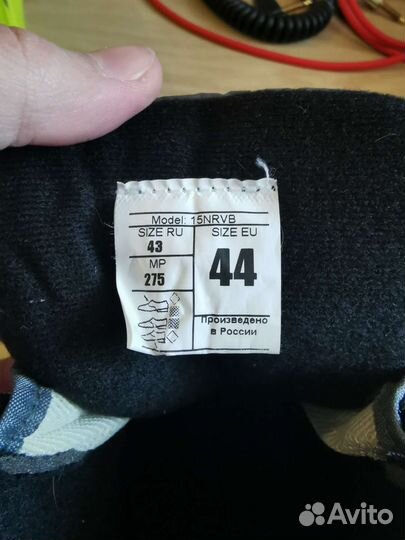 Model: 15NRVB
SIZE RU
43
MP
275
SIZE EU
44
Произведено
в России
Avito